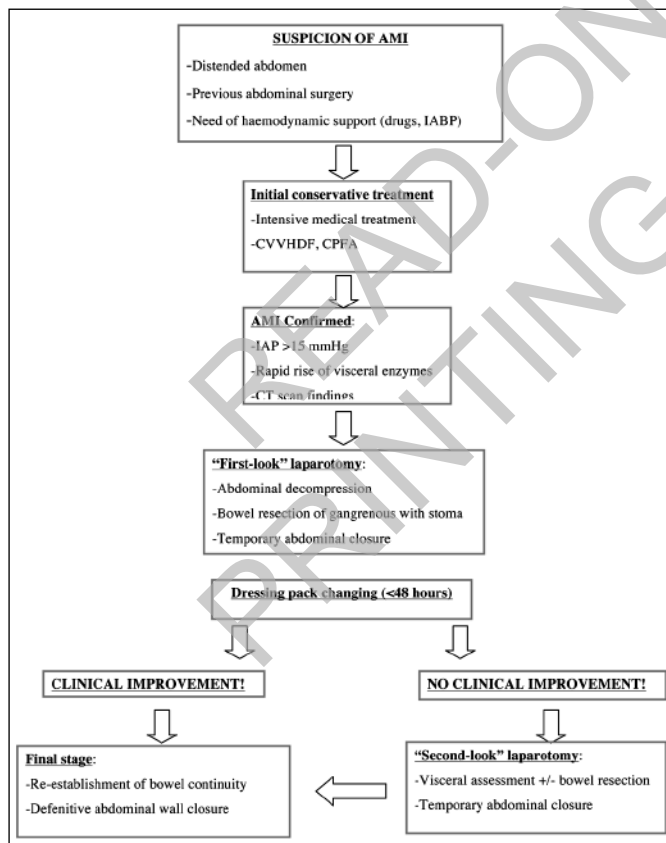 SUSPICION OF AMI
-Distended abdomen
-Previous abdominal surgery
-Need of haemodynamic support (drugs, IABP)
Initial conservative treatment
-Intensive medical treatment
-CVVHDF, CPFA
AMI Confirmed:
-IAP >15 mmHg
-Rapid rise of visceral enzymes
-CT scan findings
"First-look" laparotomy:
-Abdominal decompression
-Bowel resection of gangrenous with stoma
-Temporary abdominal closure
Dressing pack changing (<48 hours)
CLINICAL IMPROVEMENT!
NO CLINICAL IMPROVEMENT!
Final stage:
-Re-establishment of bowel continuity
-Defenitive abdominal wall closure
"Second-look" laparotomy:
-Visceral assessment +/- bowel resection
-Temporary abdominal closure
READ-ON
PRINTING